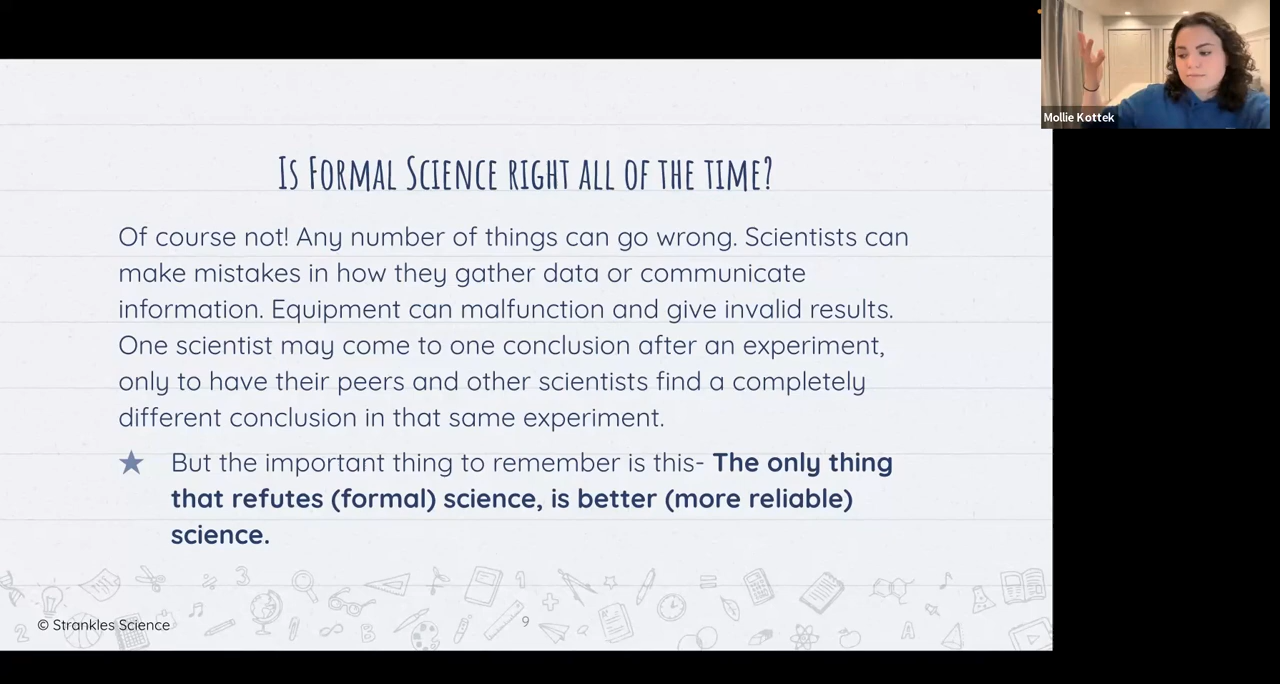 Mollie Kottek
Is Formal Science right all of the time?
Of course not! Any number of things can go wrong. Scientists can
make mistakes in how they gather data or communicate
information. Equipment can malfunction and give invalid results.
One scientist may come to one conclusion after an experiment,
only to have their peers and other scientists find a completely
different conclusion in that same experiment.
★ But the important thing to remember is this- The only thing
that refutes (formal) science, is better (more reliable)
science.
© Strankles Science
9